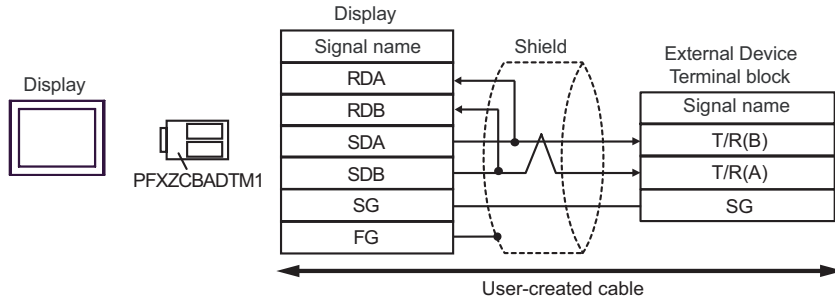 Display
Display
Signal name
RDA
RDB
SDA
SDB
SG
FG
Shield
External Device
Terminal block
Signal name
T/R(B)
T/R(A)
SG
PFXZCBADTM1
User-created cable